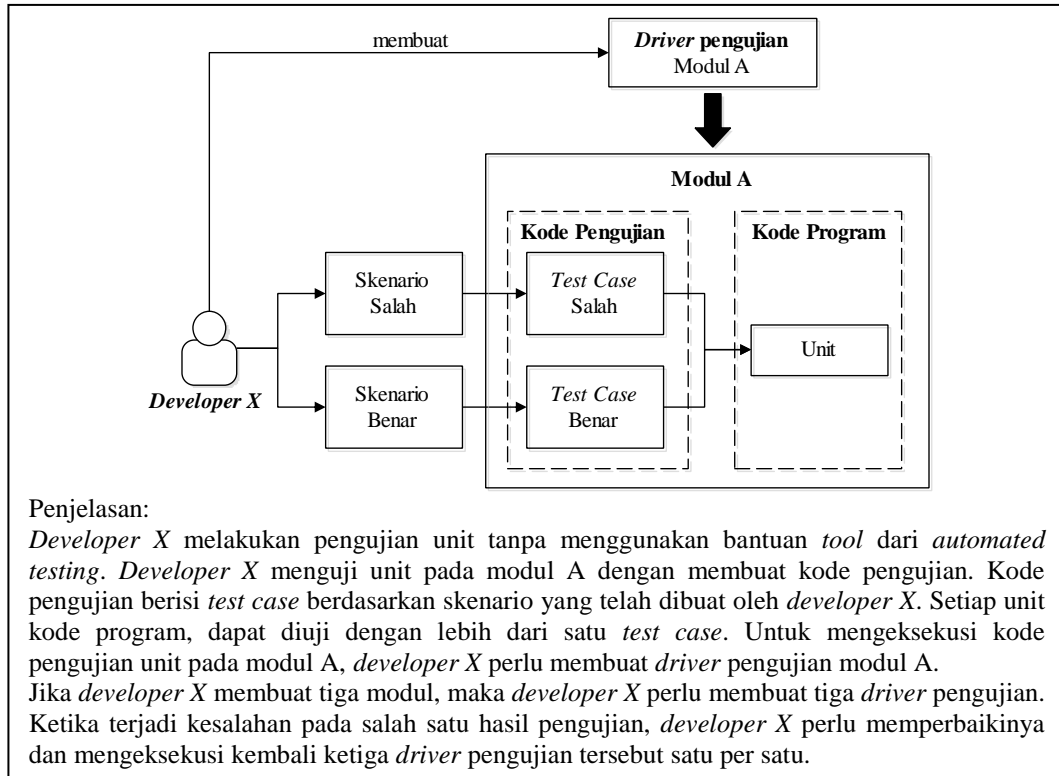 membuat
Driver pengujian
Modul A
Modul A
Kode Pengujian
Kode Program
Skenario
Salah
Test Case
Salah
Unit
Developer X
Skenario
Benar
Test Case
Benar
Penjelasan:
Developer X melakukan pengujian unit tanpa menggunakan bantuan tool dari automated
testing. Developer X menguji unit pada modul A dengan membuat kode pengujian. Kode
pengujian berisi test case berdasarkan skenario yang telah dibuat oleh developer X. Setiap unit
kode program, dapat diuji dengan lebih dari satu test case. Untuk mengeksekusi kode
pengujian unit pada modul A, developer X perlu membuat driver pengujian modul A.
Jika developer X membuat tiga modul, maka developer X perlu membuat tiga driver pengujian.
Ketika terjadi kesalahan pada salah satu hasil pengujian, developer X perlu memperbaikinya
dan mengeksekusi kembali ketiga driver pengujian tersebut satu per satu.